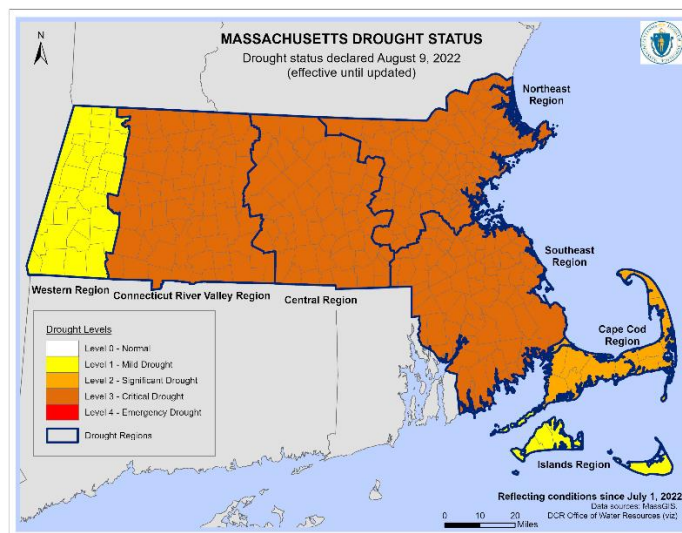 MASSACHUSETTS DROUGHT STATUS
Drought status declared August 9, 2022
(effective until updated)
N
Northeast
Region
Southeast
Region
Western Region
Connecticut River Valley Region
Central Region
Cape Cod
Region
Drought Levels
Level 0 - Normal
Level 1 - Mild Drought
Level 2 - Significant Drought
Level 3 - Critical Drought
Level 4 - Emergency Drought
Drought Regions
Islands Region
Reflecting conditions since July 1, 2022
Data sources: MassGIS.
DCR Office of Water Resources (viz)
0 10 20
Miles